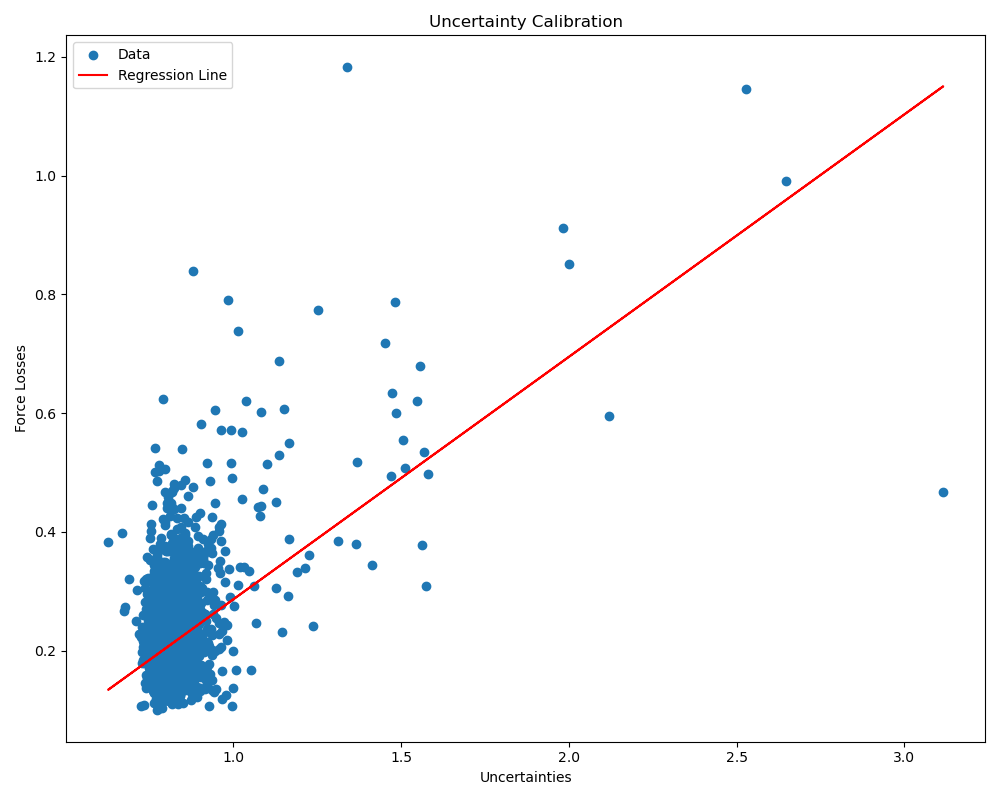 Uncertainty Calibration
Data
Regression Line
1.2
1.0
0.8
0.6
0.4
0.2
Force Losses
1.0 1.5 2.0 2.5 3.0
Uncertainties